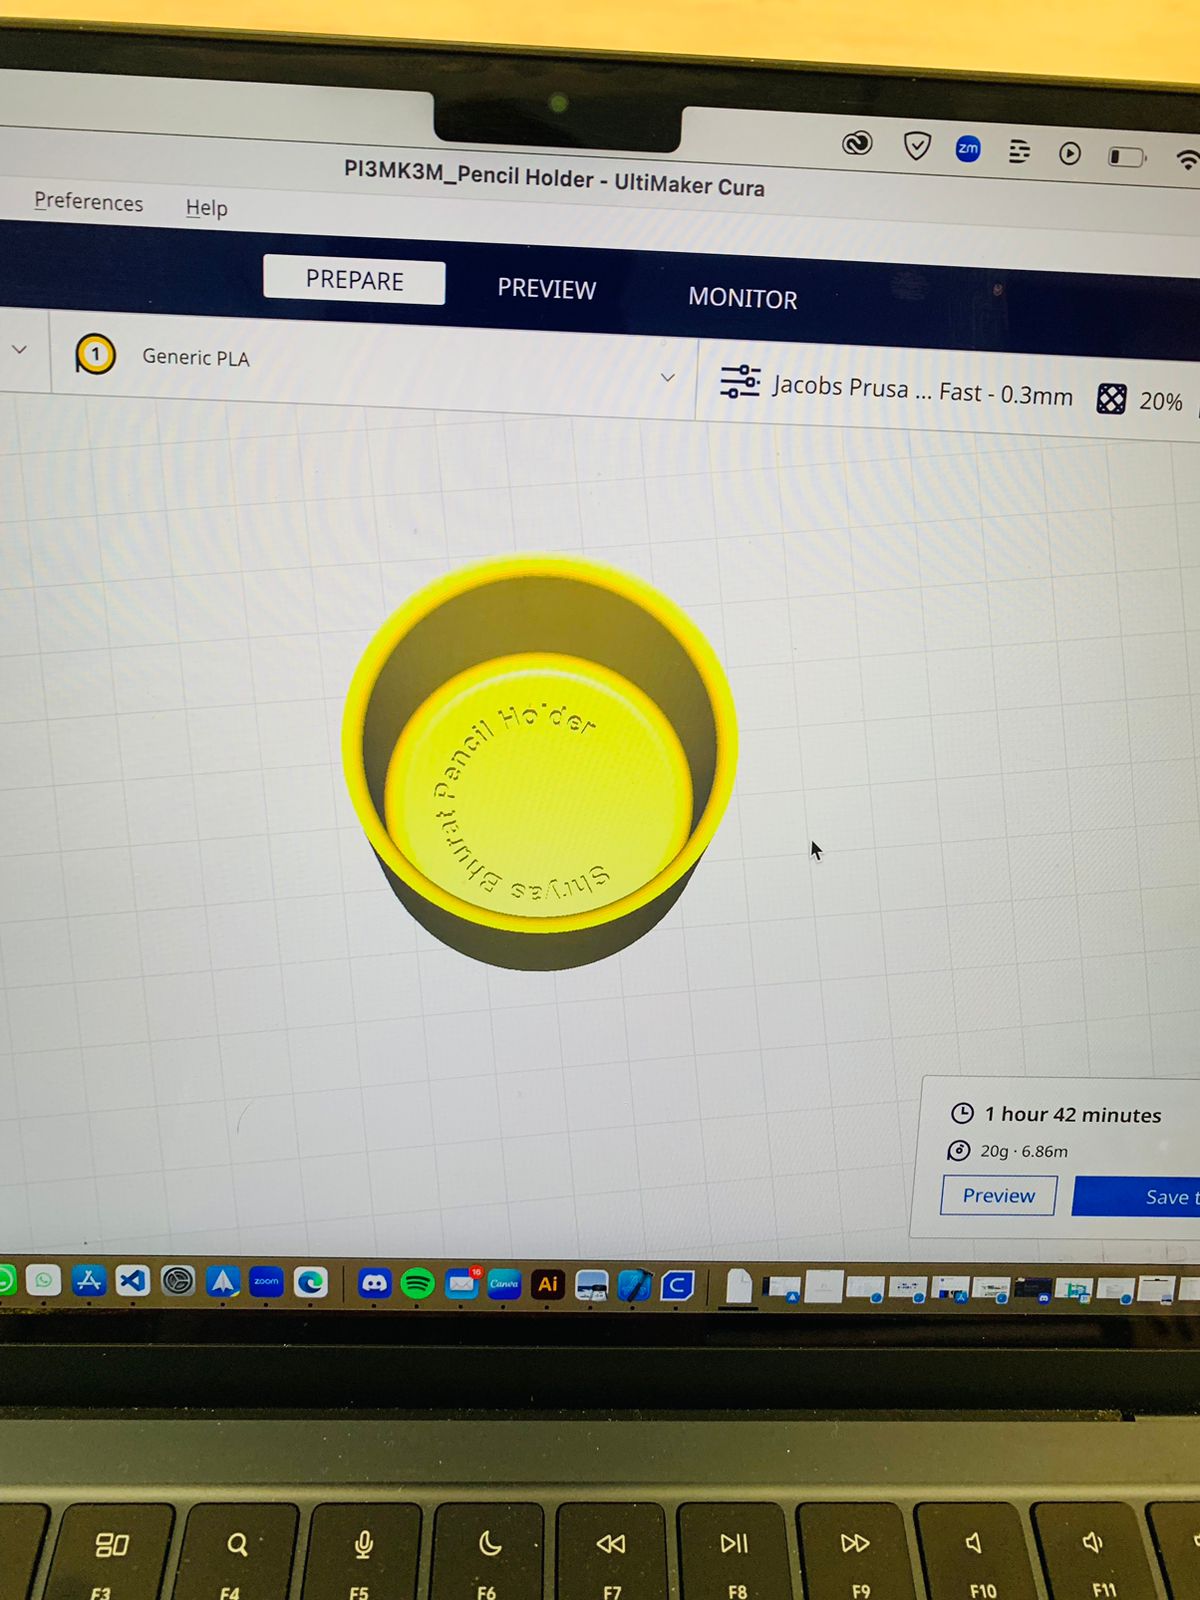 zm
PI3MK3M_Pencil Holder - UltiMaker Cura
Preferences Help
PREPARE PREVIEW MONITOR
1 Generic PLA
Jacobs Prusa ... Fast - 0.3mm 20%
Shryas Bhurat Pencil Holder
1 hour 42 minutes
20g · 6.86m
Preview Save t
zoom 16 Canva Ai C
F3 F4 F5 F6 F7 F8 F9 F10 F11